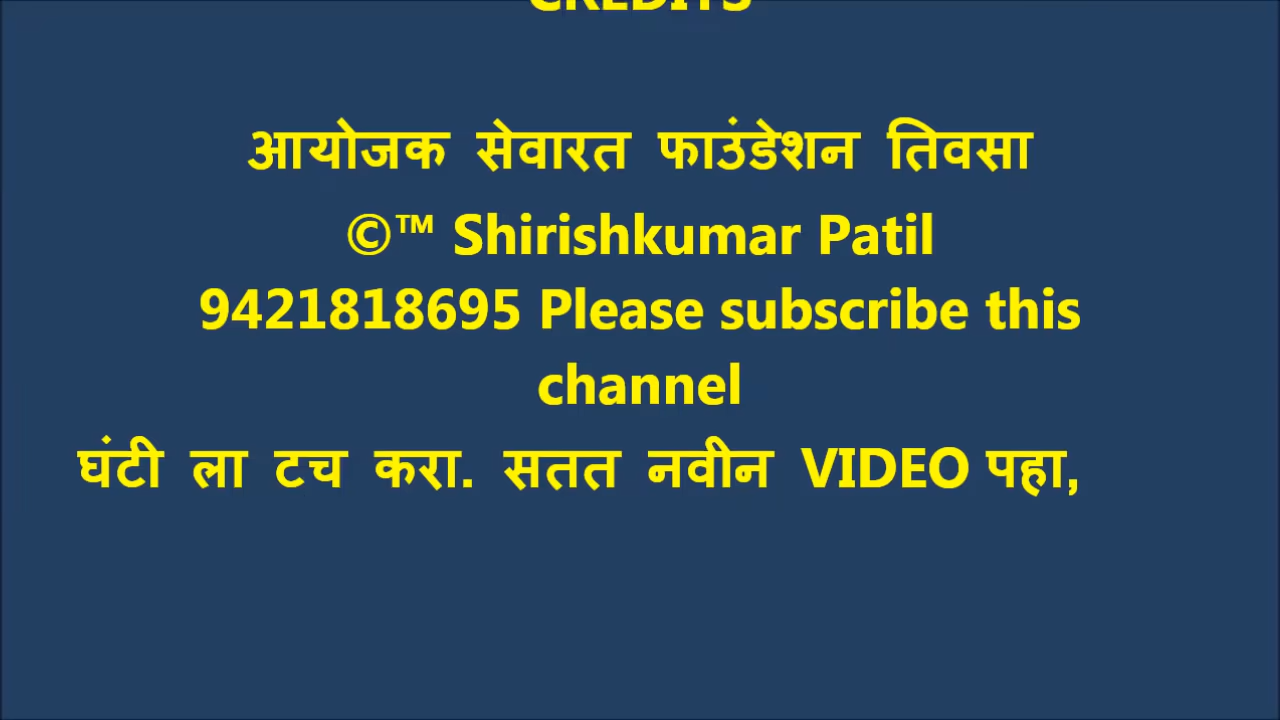 CREDITS
आयोजक सेवारत फाउंडेशन तिवसा
©™ Shirishkumar Patil
9421818695 Please subscribe this
channel
घंटी ला टच करा. सतत नवीन VIDEO पहा,